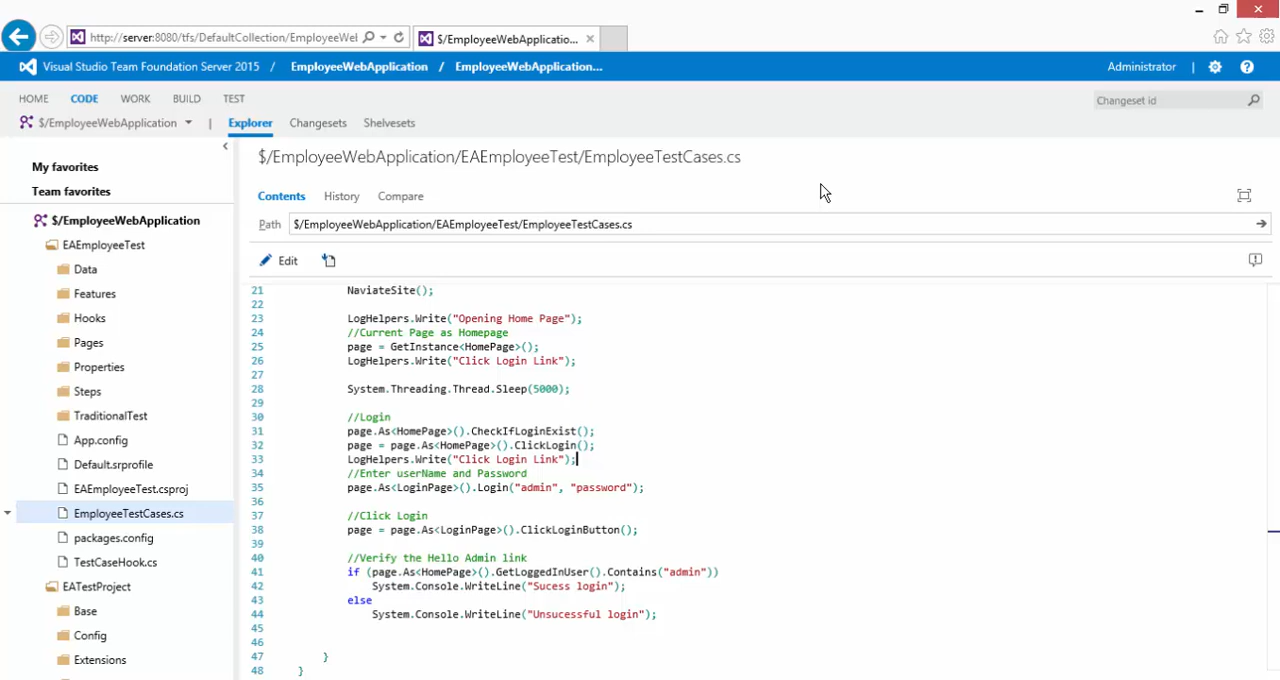 http://server:8080/tfs/DefaultCollection/EmployeeWel
$/EmployeeWebApplicatio...
Visual Studio Team Foundation Server 2015 / EmployeeWebApplication / EmployeeWebApplication... Administrator |
HOME CODE WORK BUILD TEST
Changeset id
$/EmployeeWebApplication | Explorer Changesets Shelvesets
My favorites
Team favorites
$/EmployeeWebApplication
EAEmployeeTest
Data
Features
Hooks
Pages
Properties
Steps
TraditionalTest
App.config
Default.srprofile
EAEmployeeTest.csproj
EmployeeTestCases.cs
packages.config
TestCaseHook.cs
EATestProject
Base
Config
Extensions
$/EmployeeWebApplication/EAEmployeeTest/EmployeeTestCases.cs
Contents History Compare
Path $/EmployeeWebApplication/EAEmployeeTest/EmployeeTestCases.cs
Edit
21 NaviateSite();
22
23 LogHelpers.Write("Opening Home Page");
24 //Current Page as Homepage
25 page = GetInstance<HomePage>();
26 LogHelpers.Write("Click Login Link");
27
28 System.Threading.Thread.Sleep(5000);
29
30 //Login
31 page.As<HomePage>().CheckIfLoginExist();
32 page = page.As<HomePage>().ClickLogin();
33 LogHelpers.Write("Click Login Link");
34 //Enter userName and Password
35 page.As<LoginPage>().Login("admin", "password");
36
37 //Click Login
38 page = page.As<LoginPage>().ClickLoginButton();
39
40 //Verify the Hello Admin link
41 if (page.As<HomePage>().GetLoggedInUser().Contains("admin"))
42 System.Console.WriteLine("Sucess login");
43 else
44 System.Console.WriteLine("Unsucessful login");
45
46
47 }
48 }